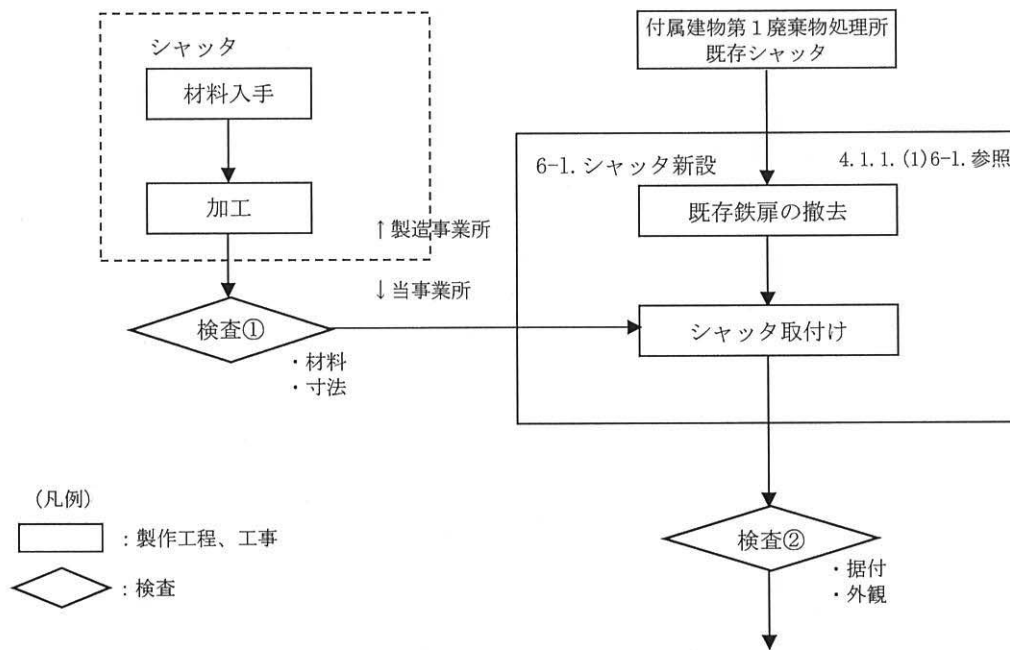 シャッタ
材料入手
加工
↑製造事業所
↓当事業所
検査①
・材料
・寸法
付属建物第1廃棄物処理所
既存シャッタ
6-1. シャッタ新設
4.1.1.(1)6-1.参照
既存鉄扉の撤去
シャッタ取付け
検査②
・据付
・外観
(凡例)
：製作工程、工事
：検査